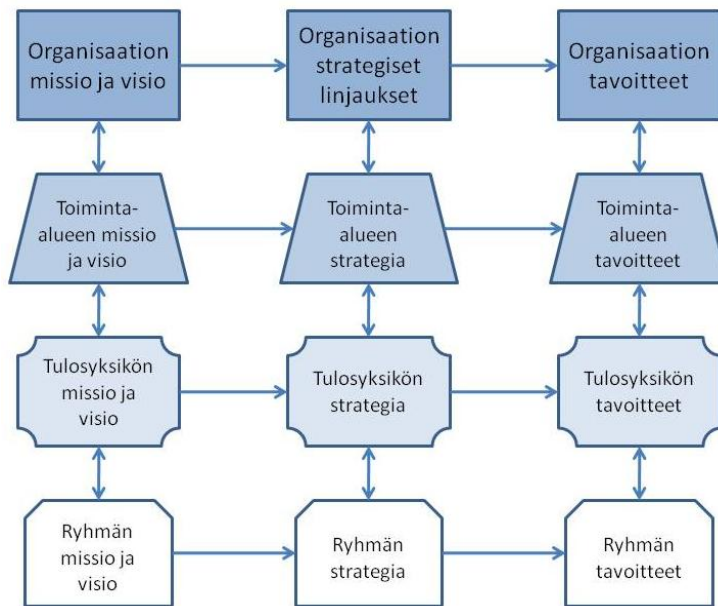 Organisaation
missio ja visio
Organisaation
strategiset
linjaukset
Organisaation
tavoitteet
Toiminta-
alueen missio
ja visio
Toiminta-
alueen
strategia
Toiminta-
alueen
tavoitteet
Tulosyksikön
missio ja
visio
Tulosyksikön
strategia
Tulosyksikön
tavoitteet
Ryhmän
missio ja
visio
Ryhmän
strategia
Ryhmän
tavoitteet